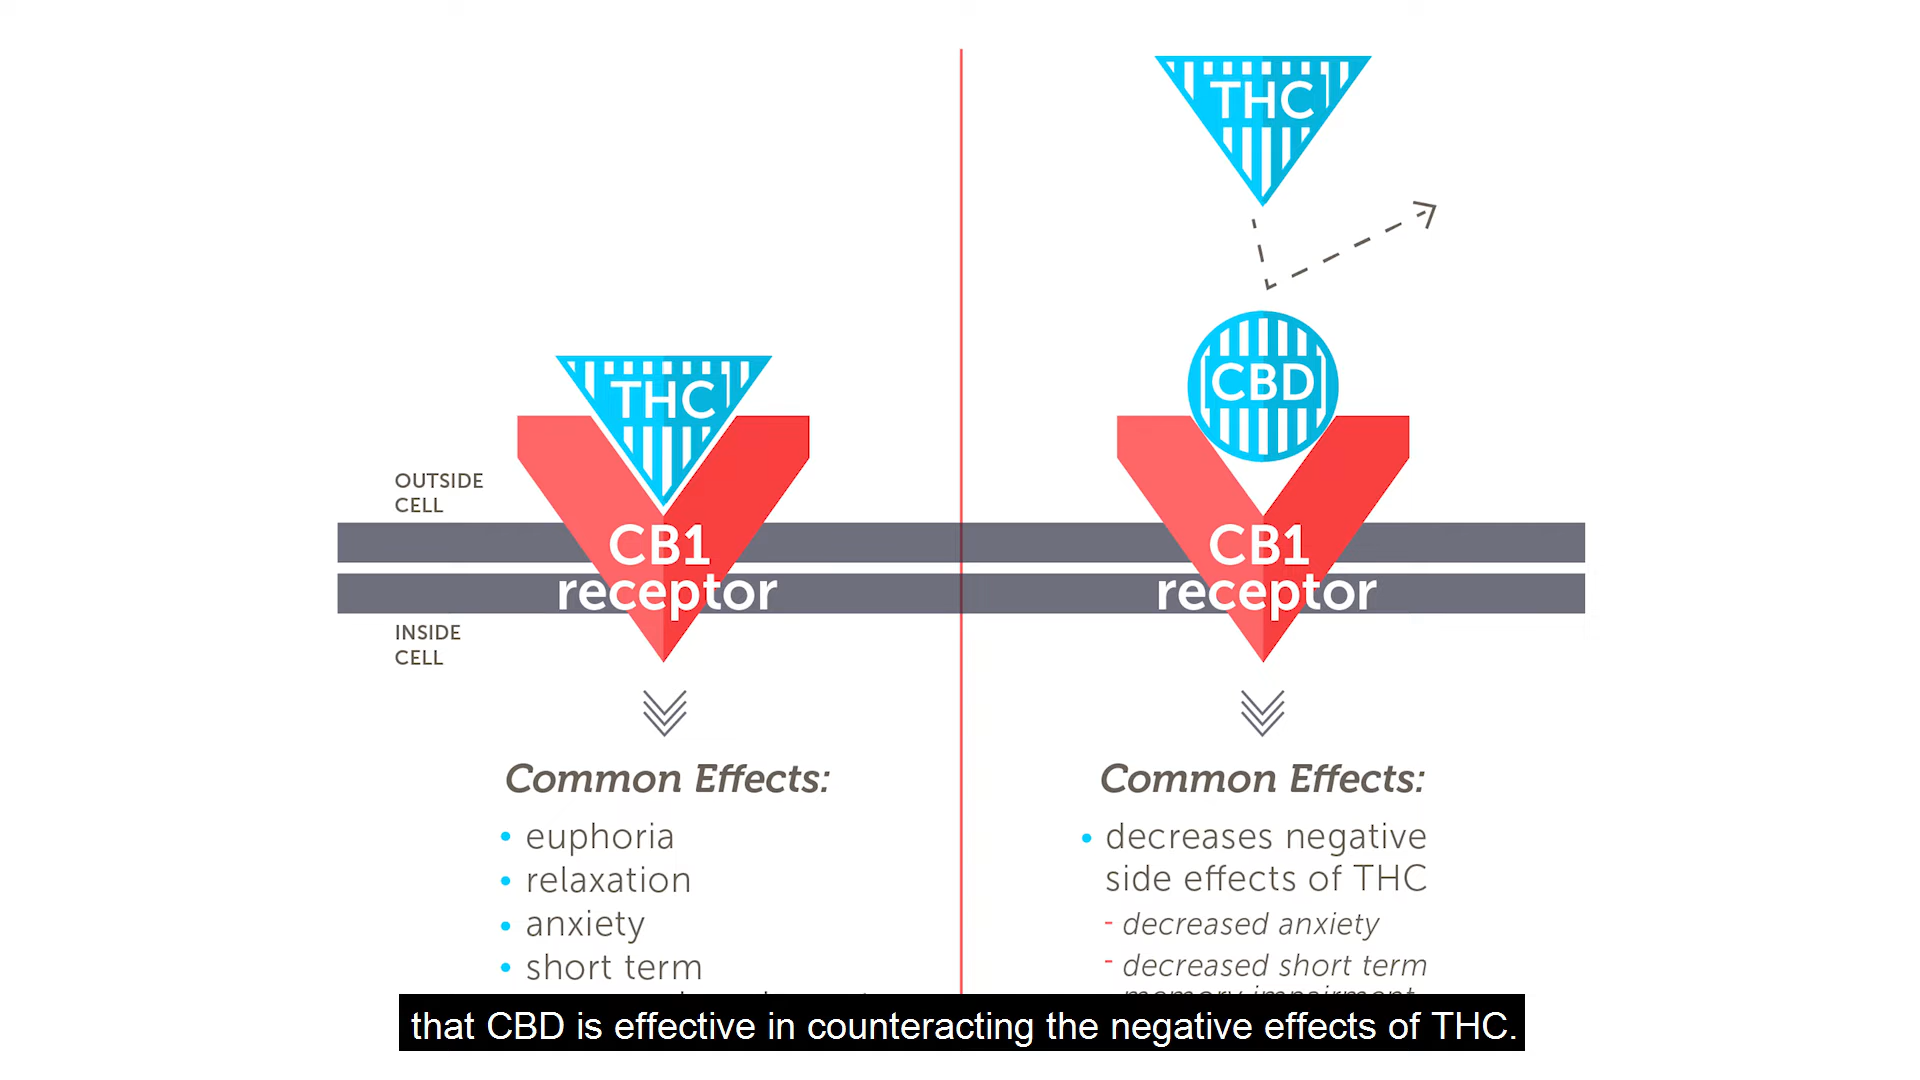 THC
CBD
THC
OUTSIDE
CELL
CB1
receptor
CB1
receptor
INSIDE
CELL
Common Effects:
• euphoria
• relaxation
• anxiety
• short term
Common Effects:
• decreases negative
side effects of THC
- decreased anxiety
- decreased short term
memory impairment
that CBD is effective in counteracting the negative effects of THC.